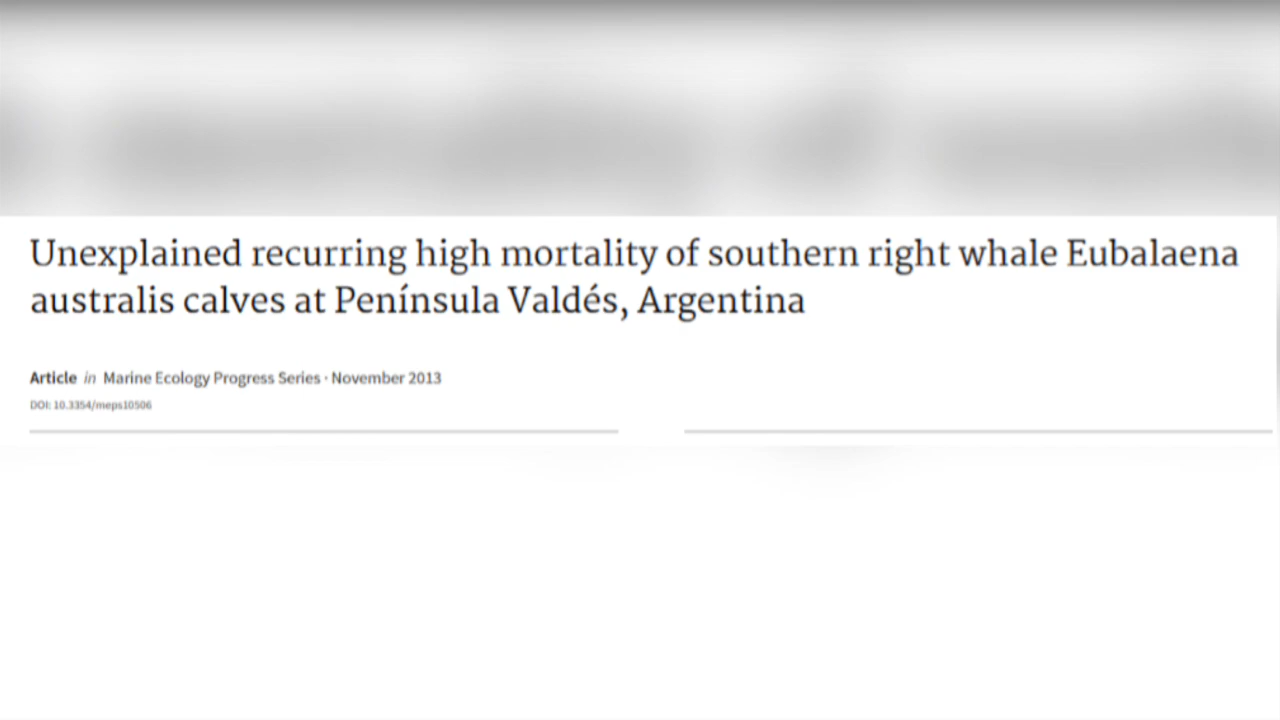 Unexplained recurring high mortality of southern right whale Eubalaena
australis calves at Península Valdés, Argentina
Article in Marine Ecology Progress Series · November 2013
DOI: 10.3354/meps10506